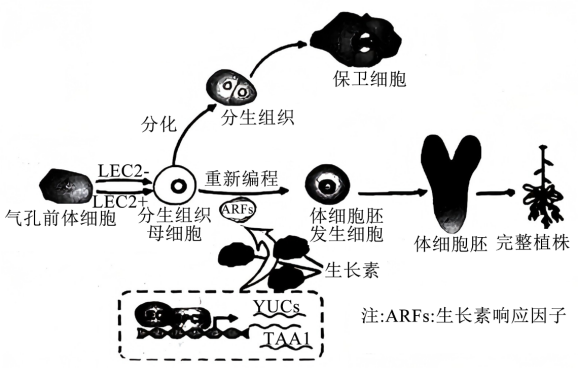 保卫细胞
分生组织
分化
LEC2-
LEC2+
气孔前体细胞
分生组织
母细胞
重新编程
ARFs
体细胞胚
发生细胞
体细胞胚
完整植株
生长素
YUCs
TAA1
注:ARFs:生长素响应因子